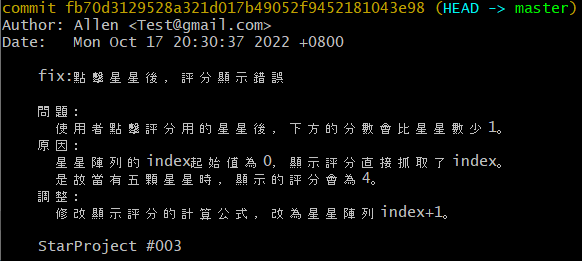 commit fb70d3129528a321d017b49052f9452181043e98 (HEAD -> master)
Author: Allen <Test@gmail.com>
Date:   Mon Oct 17 20:30:37 2022 +0800
fix:點擊星星後，評分顯示錯誤
問題：
使用者點擊評分用的星星後，下方的分數會比星星數少1。
原因：
星星陣列的index起始值為0，顯示評分直接抓取了index。
是故當有五顆星星時，顯示的評分會為4。
調整：
修改顯示評分的計算公式，改為星星陣列index+1。
StarProject #003